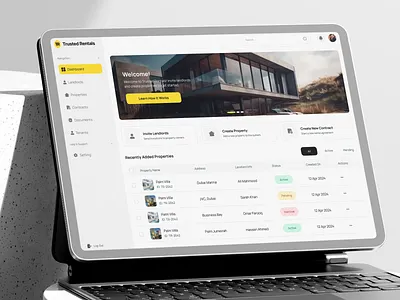 Trusted Rentals
Dashboard
Landlords
Properties
Contracts
Documents
Finance
Setting
Log Out
Search
Welcome!
Learn How It Works
Invite Landlords
Create Property
Create New Contract
Recently Added Properties
All
Active
Pending
Property Name
Address
Landlord Info
Status
Created On
Actions
Palm Villa
Dubai Marina
Ali Mahmoud
Active
12 Apr 2024
Palm Villa
JVC, Dubai
Sarah Khan
Pending
12 Apr 2024
Palm Villa
Business Bay
Omar Farooq
12 Apr 2024
Palm Villa
Palm Jumeirah
Hassan Ahmed
Active
12 Apr 2024